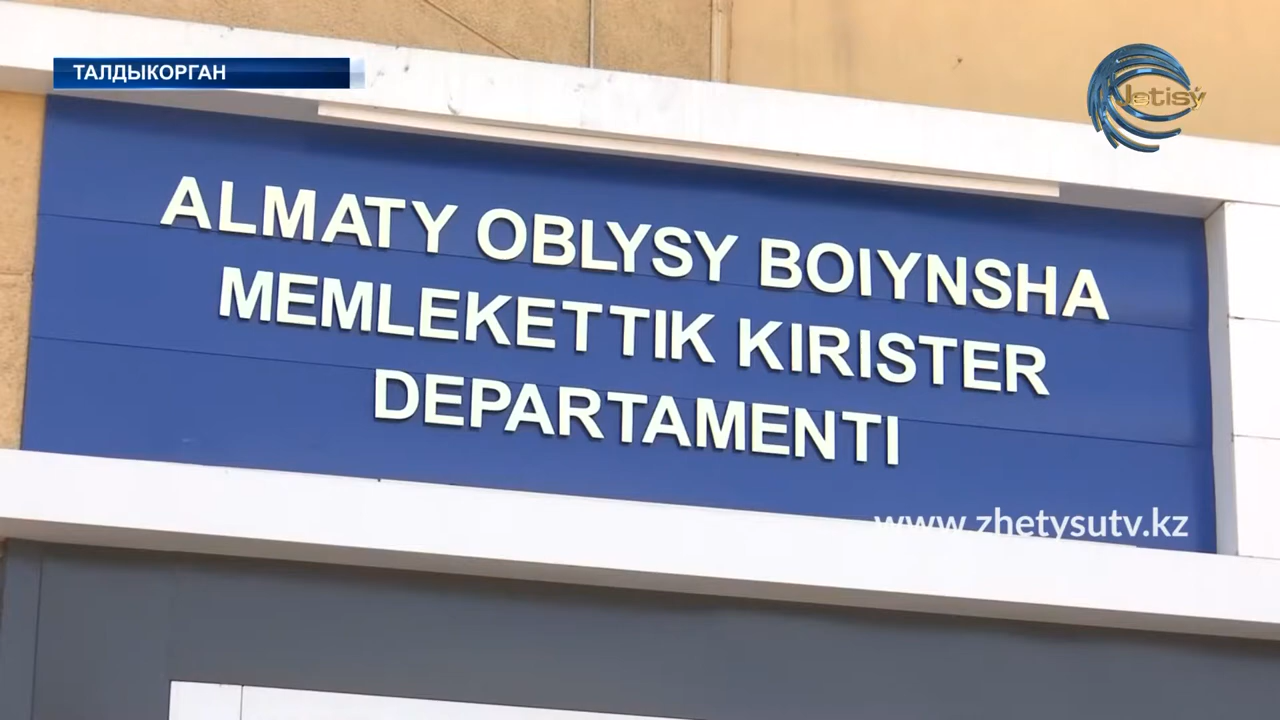 ТАЛДЫКОРГАН
Jetisý
ALMATY OBLYSY BOIYNSHA
MEMLEKETTIK KIRISTER
DEPARTAMENTI
www.zhetysutv.kz